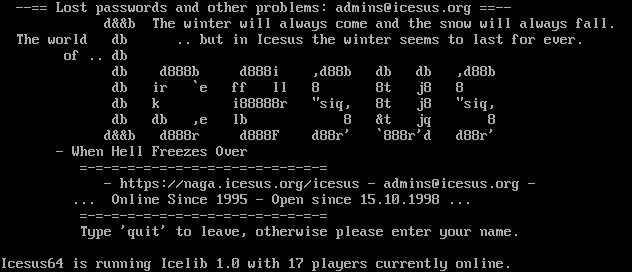 --== Lost passwords and other problems: admins@icesus.org ==--
d&&b The winter will always come and the snow will always fall.
The world db .. but in Icesus the winter seems to last for ever.
of .. db
db d888b d888i ,d88b db db ,d88b
db ir `e ff ll 8 8t j8 8
db k i88888r "siq, 8t j8 "siq,
db db ,e lb 8 &t jq 8
d&&b d888r d888F d88r' `888r'd d88r'
- When Hell Freezes Over
=-=-=-=-=-=-=-=-=-=-=-=-=-=-=
- https://naga.icesus.org/icesus - admins@icesus.org -
... Online Since 1995 - Open since 15.10.1998 ...
=-=-=-=-=-=-=-=-=-=-=-=-=-=-=
Type 'quit' to leave, otherwise please enter your name.
Icesus64 is running Icelib 1.0 with 17 players currently online.